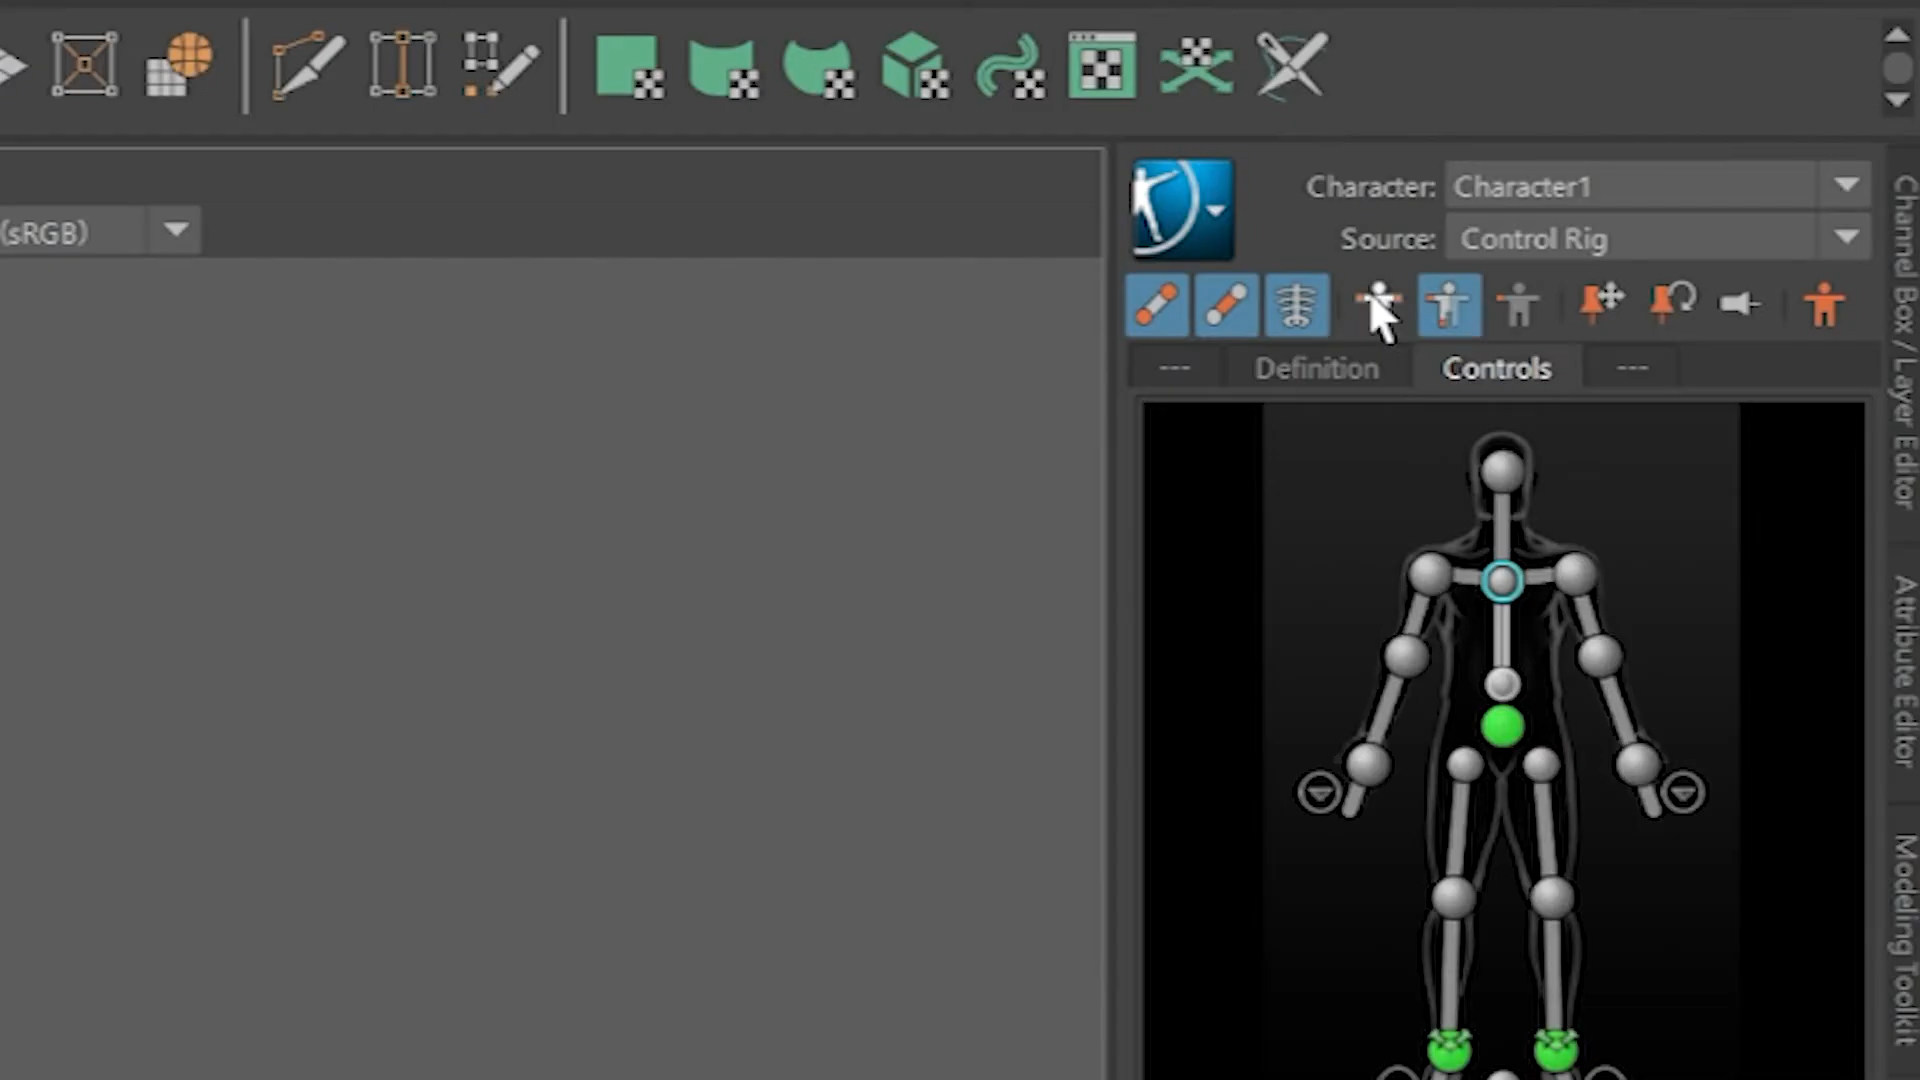 Character: Character1
(sRGB)
Source: Control Rig
--- Definition Controls ---
Channel Box / Layer Editor
Attribute Editor
Modeling Toolkit